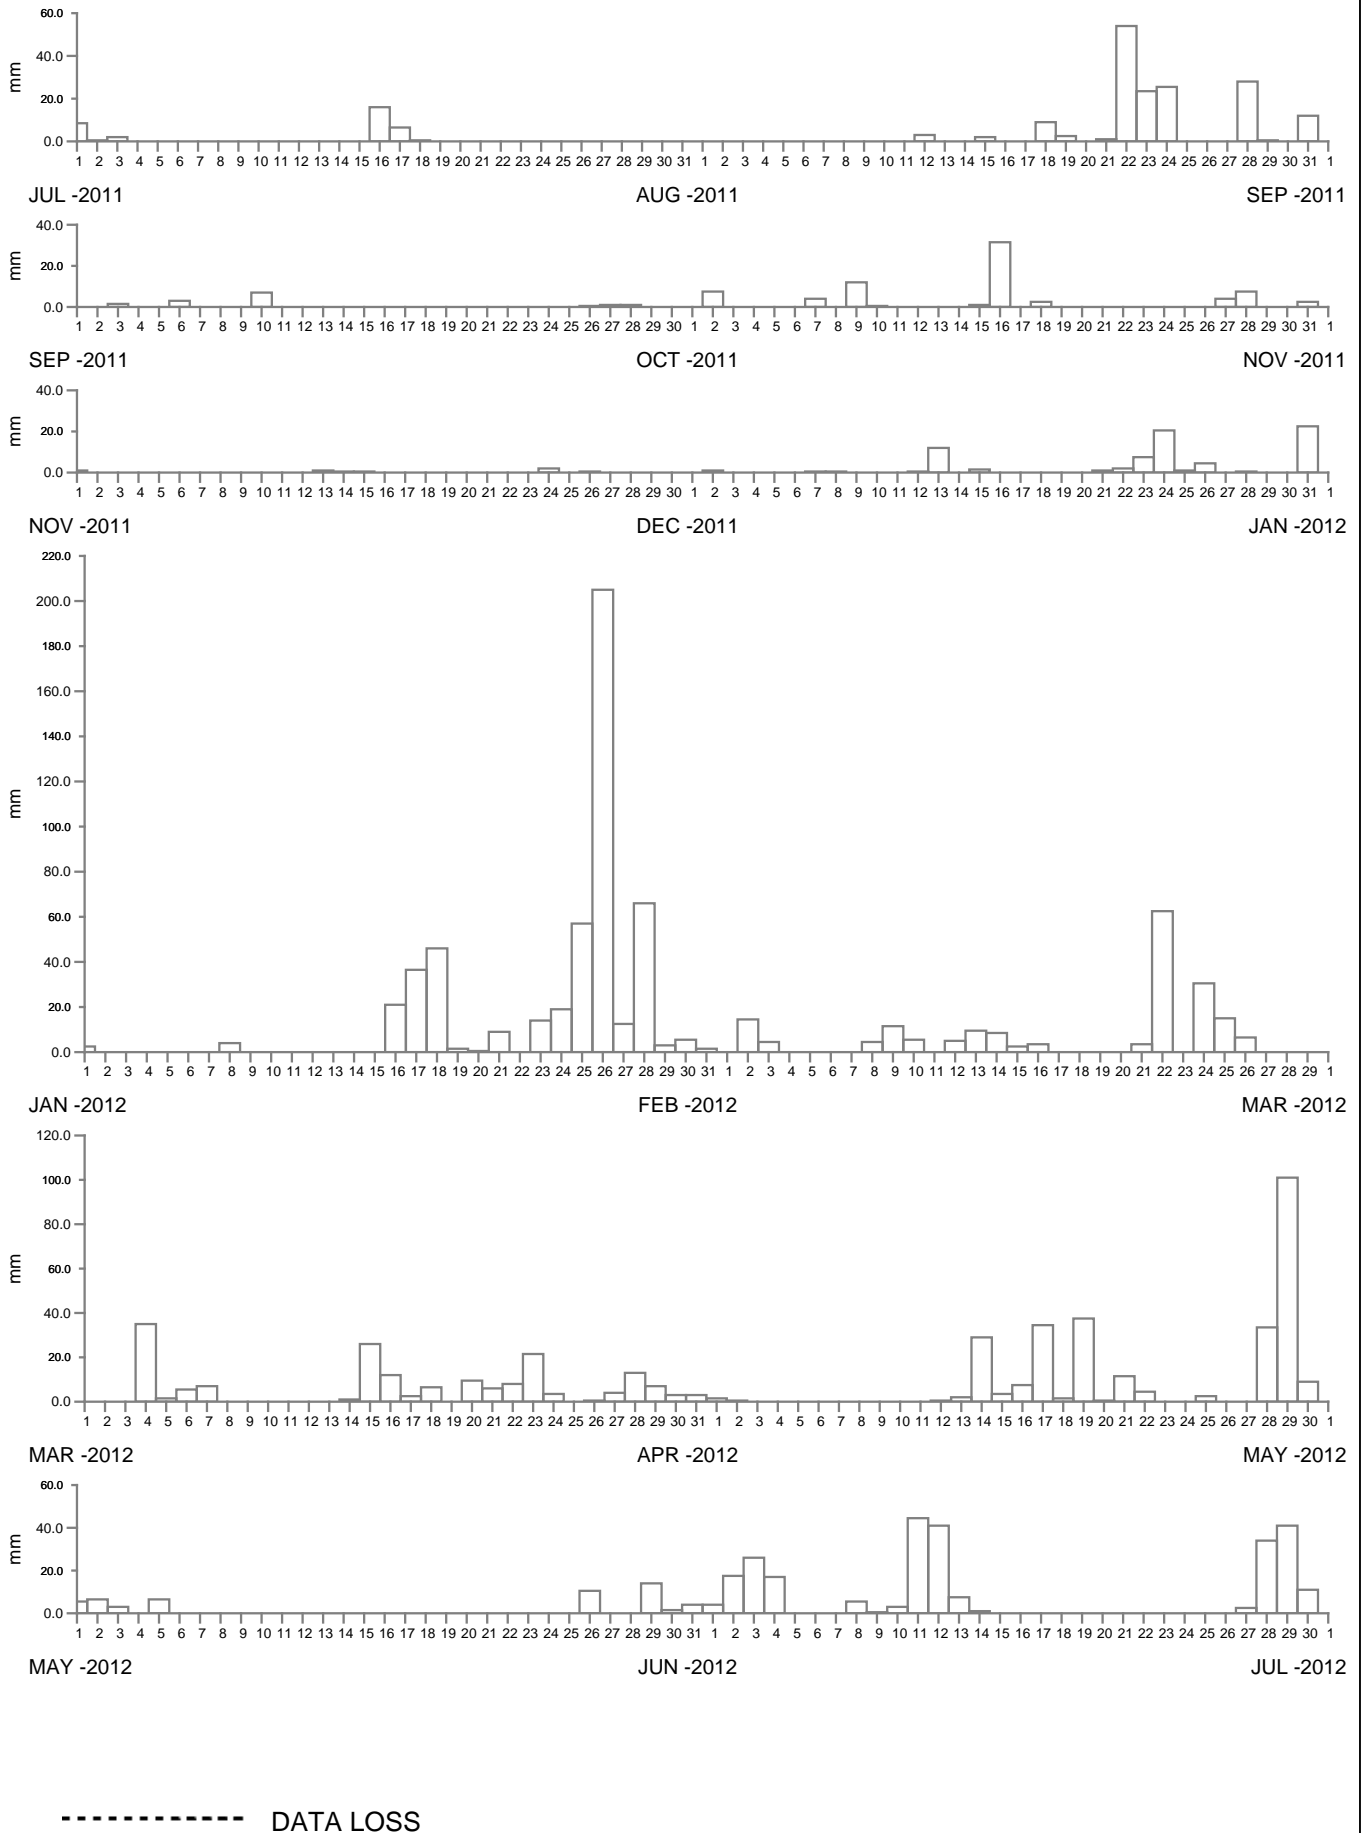 60.0
40.0
20.0
0.0
mm
1 2 3 4 5 6 7 8 9 10 11 12 13 14 15 16 17 18 19 20 21 22 23 24 25 26 27 28 29 30 31 1 2 3 4 5 6 7 8 9 10 11 12 13 14 15 16 17 18 19 20 21 22 23 24 25 26 27 28 29 30 31 1
JUL -2011 AUG -2011 SEP -2011
40.0
20.0
0.0
mm
1 2 3 4 5 6 7 8 9 10 11 12 13 14 15 16 17 18 19 20 21 22 23 24 25 26 27 28 29 30 1 2 3 4 5 6 7 8 9 10 11 12 13 14 15 16 17 18 19 20 21 22 23 24 25 26 27 28 29 30 31 1
SEP -2011 OCT -2011 NOV -2011
40.0
20.0
0.0
mm
1 2 3 4 5 6 7 8 9 10 11 12 13 14 15 16 17 18 19 20 21 22 23 24 25 26 27 28 29 30 1 2 3 4 5 6 7 8 9 10 11 12 13 14 15 16 17 18 19 20 21 22 23 24 25 26 27 28 29 30 31 1
NOV -2011 DEC -2011 JAN -2012
220.0
200.0
180.0
160.0
140.0
120.0
100.0
80.0
60.0
40.0
20.0
0.0
mm
1 2 3 4 5 6 7 8 9 10 11 12 13 14 15 16 17 18 19 20 21 22 23 24 25 26 27 28 29 30 31 1 2 3 4 5 6 7 8 9 10 11 12 13 14 15 16 17 18 19 20 21 22 23 24 25 26 27 28 29 1
JAN -2012 FEB -2012 MAR -2012
120.0
100.0
80.0
60.0
40.0
20.0
0.0
mm
1 2 3 4 5 6 7 8 9 10 11 12 13 14 15 16 17 18 19 20 21 22 23 24 25 26 27 28 29 30 31 1 2 3 4 5 6 7 8 9 10 11 12 13 14 15 16 17 18 19 20 21 22 23 24 25 26 27 28 29 30 1
MAR -2012 APR -2012 MAY -2012
60.0
40.0
20.0
0.0
mm
1 2 3 4 5 6 7 8 9 10 11 12 13 14 15 16 17 18 19 20 21 22 23 24 25 26 27 28 29 30 31 1 2 3 4 5 6 7 8 9 10 11 12 13 14 15 16 17 18 19 20 21 22 23 24 25 26 27 28 29 30 1
MAY -2012 JUN -2012 JUL -2012
DATA LOSS